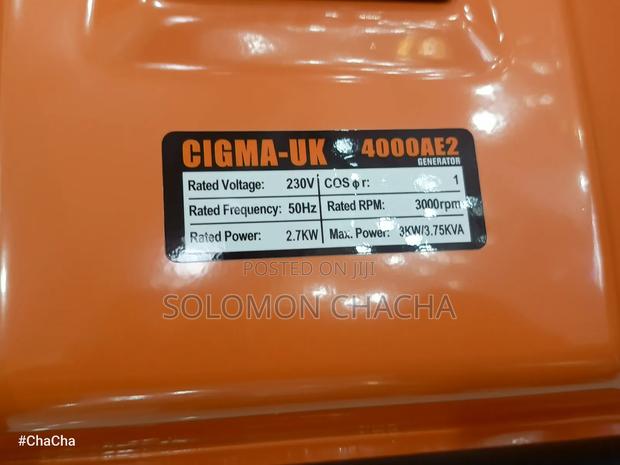 CIGMA-UK 4000AE2
GENERATOR
Rated Voltage: 230V COS φ r: 1
Rated Frequency: 50Hz Rated RPM: 3000rpm
Rated Power: 2.7KW Max. Power: 3KW/3.75KVA
POSTED ON JIJI
SOLOMON CHACHA
#ChaCha